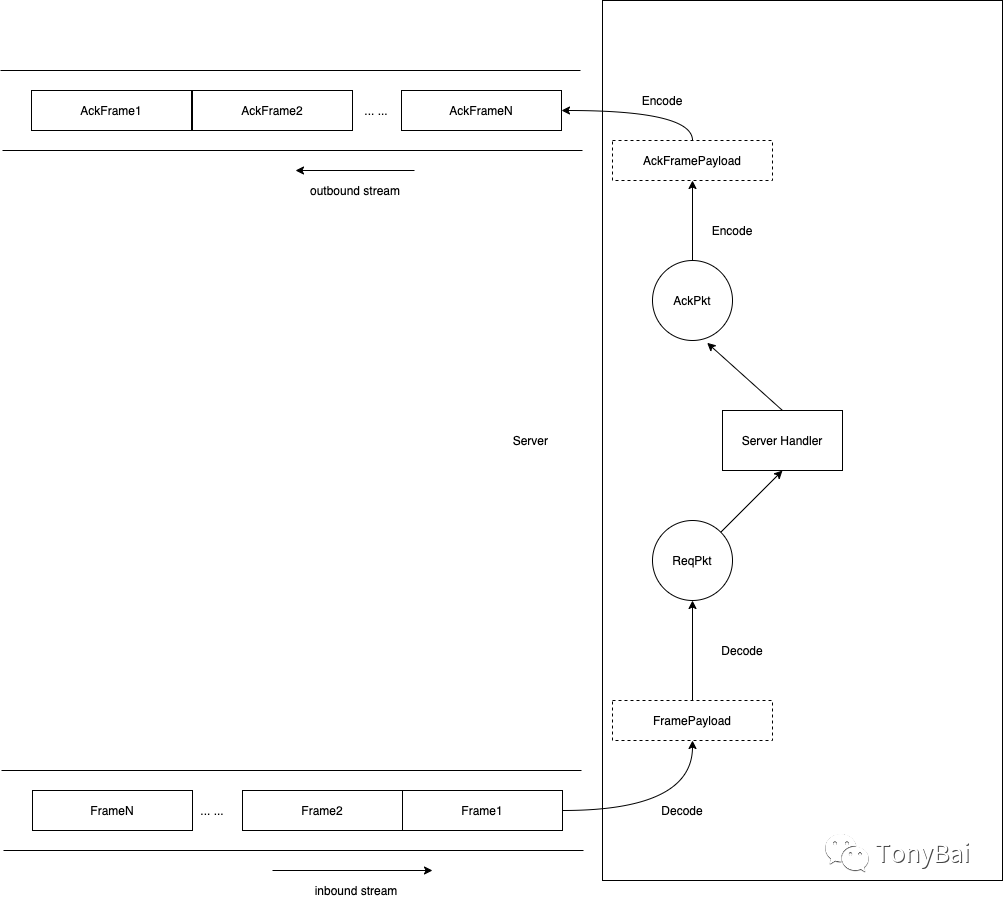 Encode
AckFrame1
AckFrame2
... ...
AckFrameN
AckFramePayload
outbound stream
Encode
AckPkt
Server
Server Handler
ReqPkt
Decode
FramePayload
FrameN
... ...
Frame2
Frame1
Decode
TonyBai
inbound stream